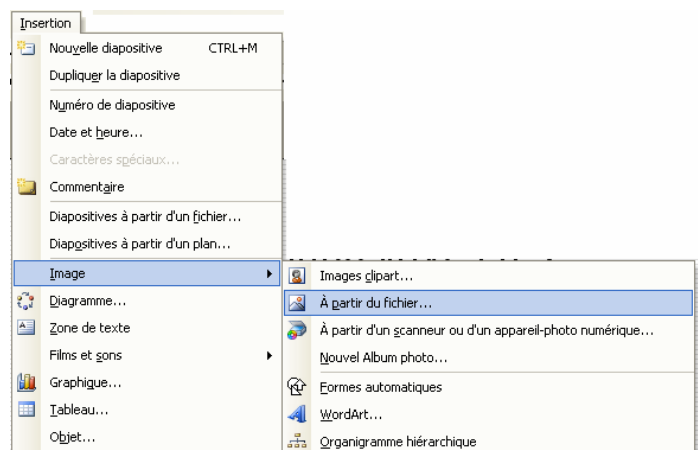 Insertion
Nouvelle diapositive CTRL+M
Dupliquer la diapositive
Numéro de diapositive
Date et heure...
Caractères spéciaux...
Commentaire
Diapositives à partir d'un fichier...
Diapositives à partir d'un plan...
Image
Diagramme...
Zone de texte
Films et sons
Graphique...
Tableau...
Objet...
Images clipart...
À partir du fichier...
À partir d'un scanneur ou d'un appareil-photo numérique...
Nouvel Album photo...
Formes automatiques
WordArt...
Organigramme hiérarchique